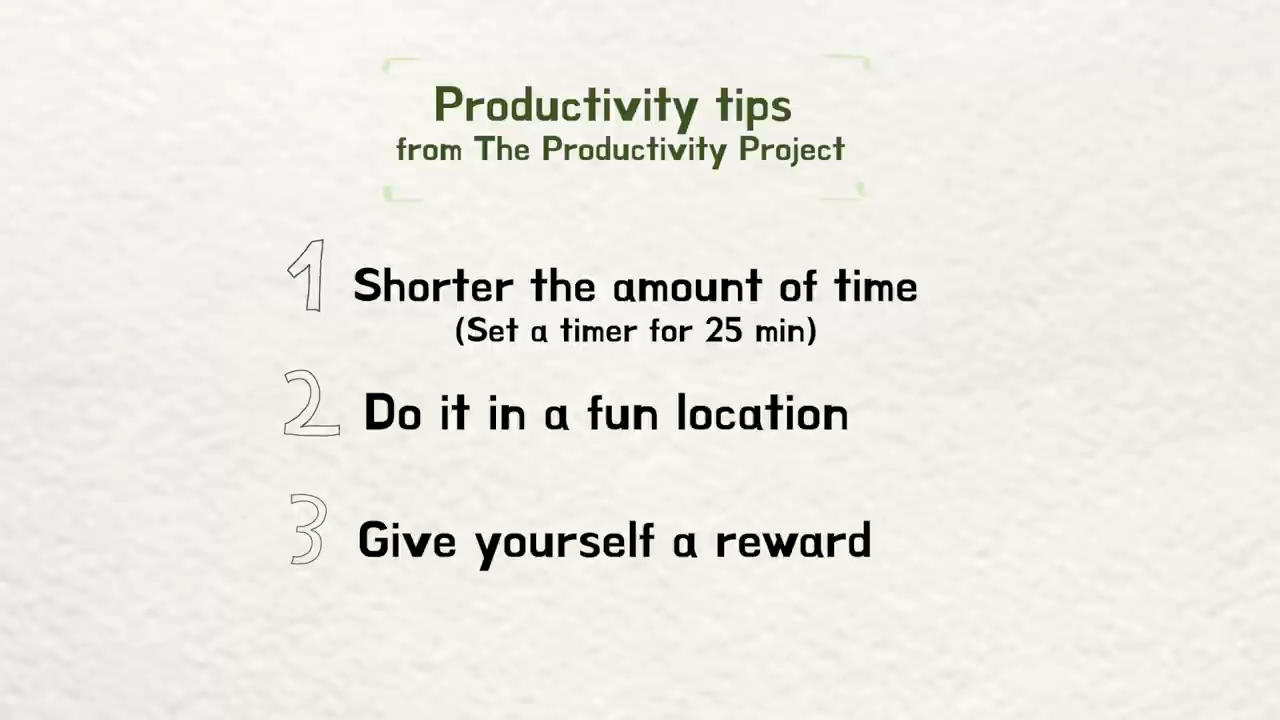 Productivity tips
from The Productivity Project
1 Shorter the amount of time
(Set a timer for 25 min)
2 Do it in a fun location
3 Give yourself a reward